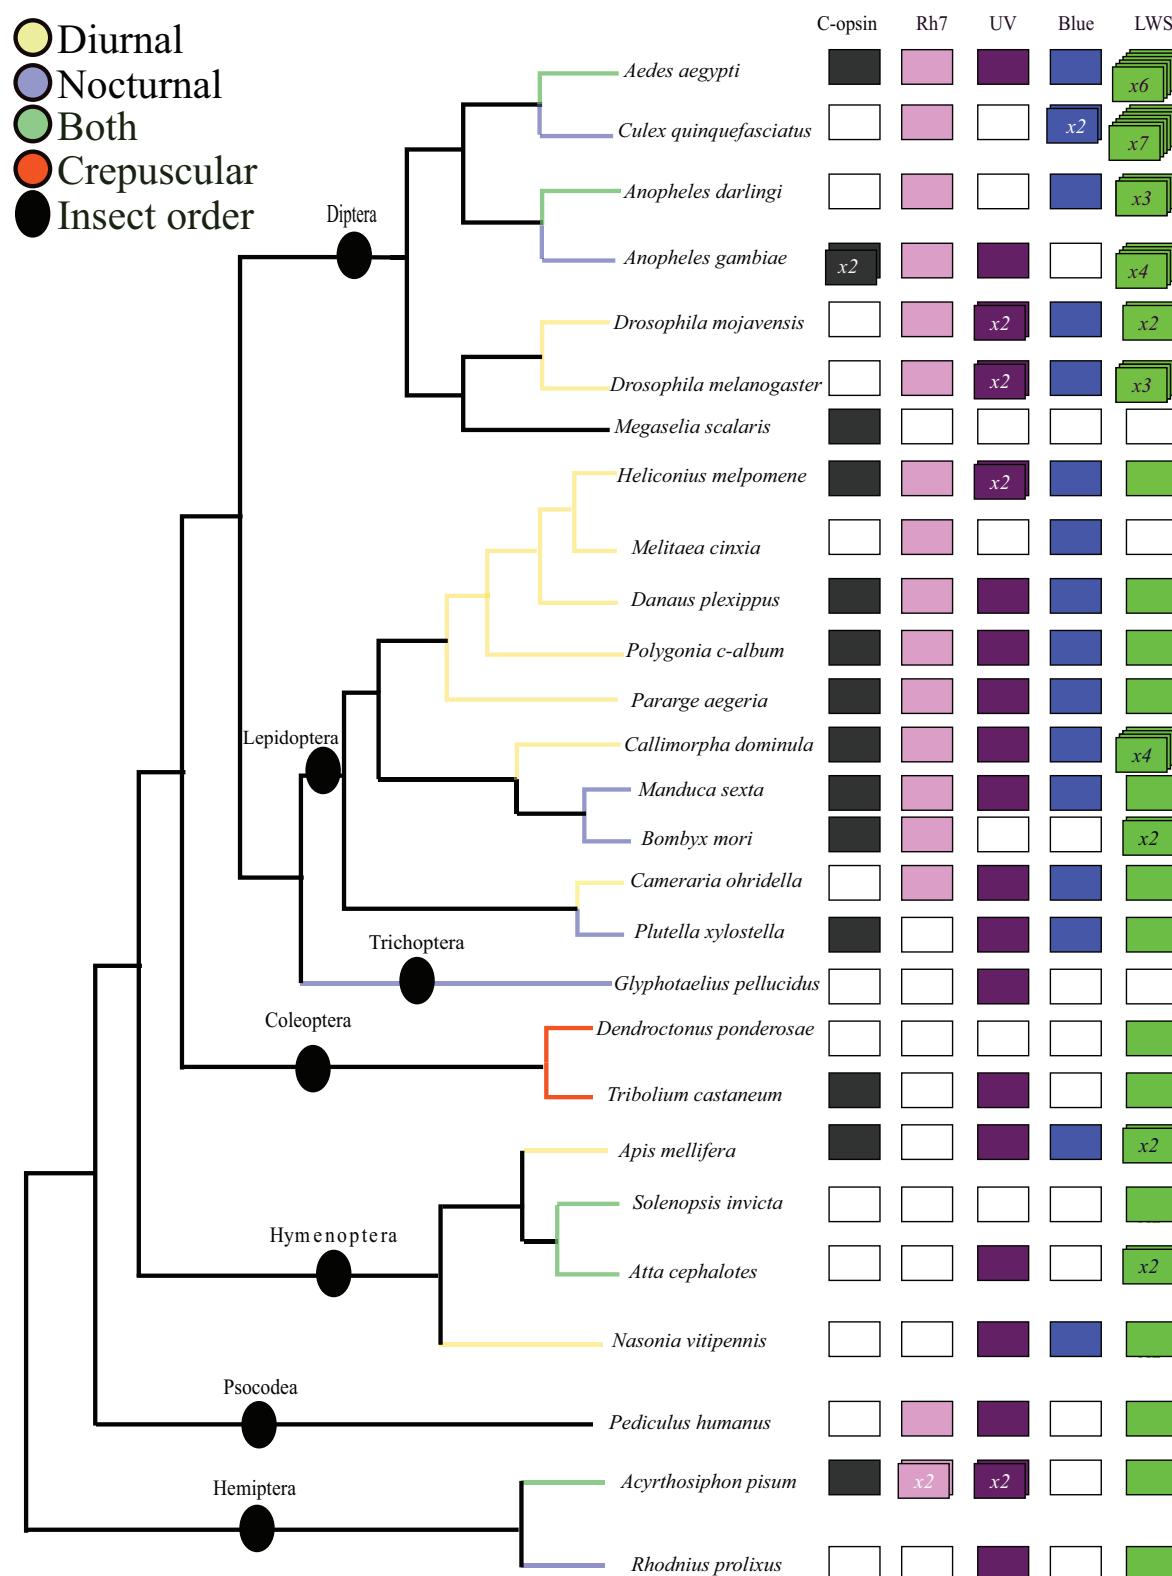 Diurnal
Nocturnal
Both
Crepuscular
Insect order
C-opsin Rh7 UV Blue LWS
Aedes aegypti x6
Culex quinquefasciatus x2 x7
Anopheles darlingi x3
Diptera
Anopheles gambiae x2 x4
Drosophila mojavensis x2 x2
Drosophila melanogaster x2 x3
Megaselia scalaris
Heliconius melpomene x2
Melitaea cinxia
Danaus plexippus
Polygonia c-album
Pararge aegeria
Lepidoptera
Callimorpha dominula x4
Manduca sexta
Bombyx mori x2
Cameraria ohridella
Plutella xylostella
Trichoptera
Glyphotaelius pellucidus
Coleoptera
Dendroctonus ponderosae
Tribolium castaneum
Apis mellifera x2
Solenopsis invicta
Hymenoptera
Atta cephalotes x2
Nasonia vitipennis
Psocodea
Pediculus humanus
Hemiptera
Acyrthosiphon pisum x2 x2
Rhodnius prolixus